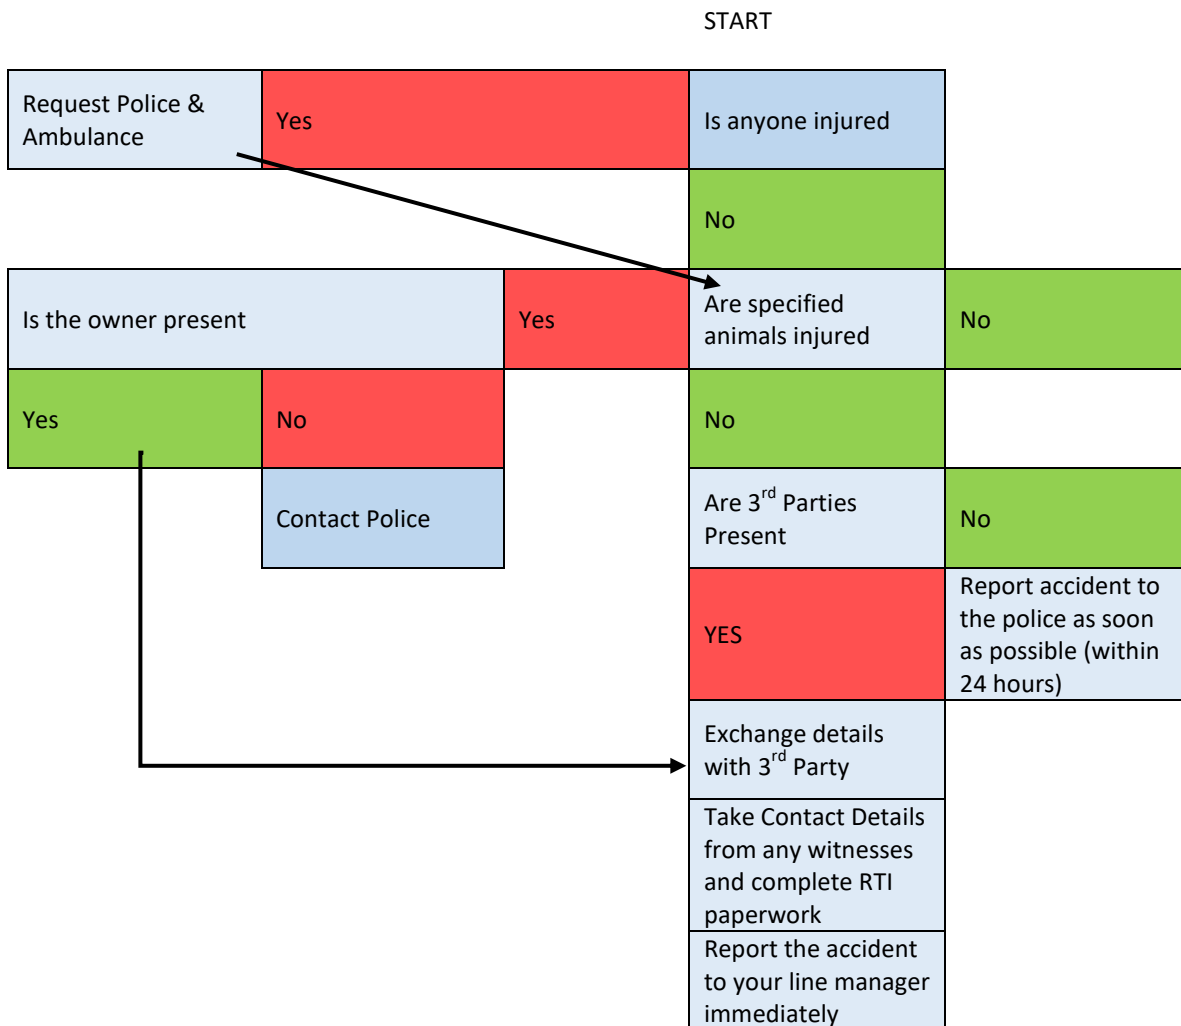 START
Request Police &
Ambulance
Yes
Is anyone injured
No
Is the owner present
Yes
Are specified
animals injured
No
Yes
No
No
Contact Police
Are 3rd Parties
Present
No
YES
Report accident to
the police as soon
as possible (within
24 hours)
Exchange details
with 3rd Party
Take Contact Details
from any witnesses
and complete RTI
paperwork
Report the accident
to your line manager
immediately